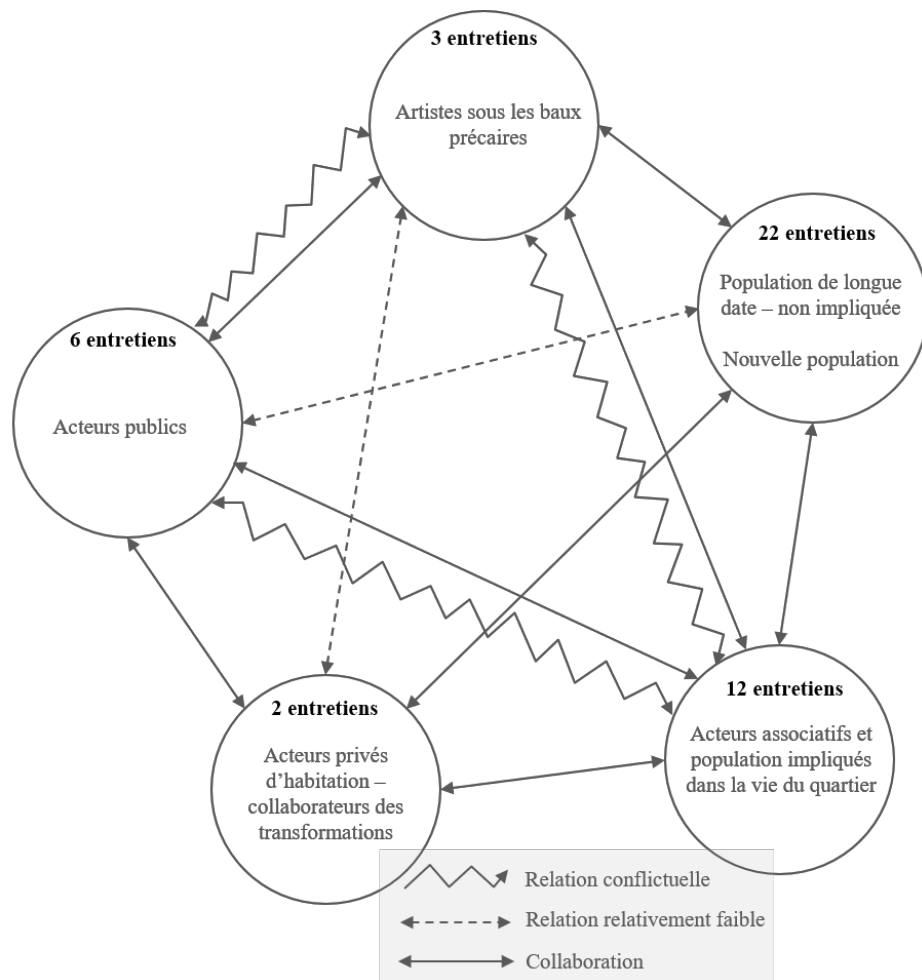 3 entretiens
Artistes sous les baux
précaires
22 entretiens
Population de longue
date – non impliquée
Nouvelle population
6 entretiens
Acteurs publics
2 entretiens
Acteurs privés
d’habitation –
collaborateurs des
transformations
12 entretiens
Acteurs associatifs et
population impliqués
dans la vie du quartier
Relation conflictuelle
Relation relativement faible
Collaboration